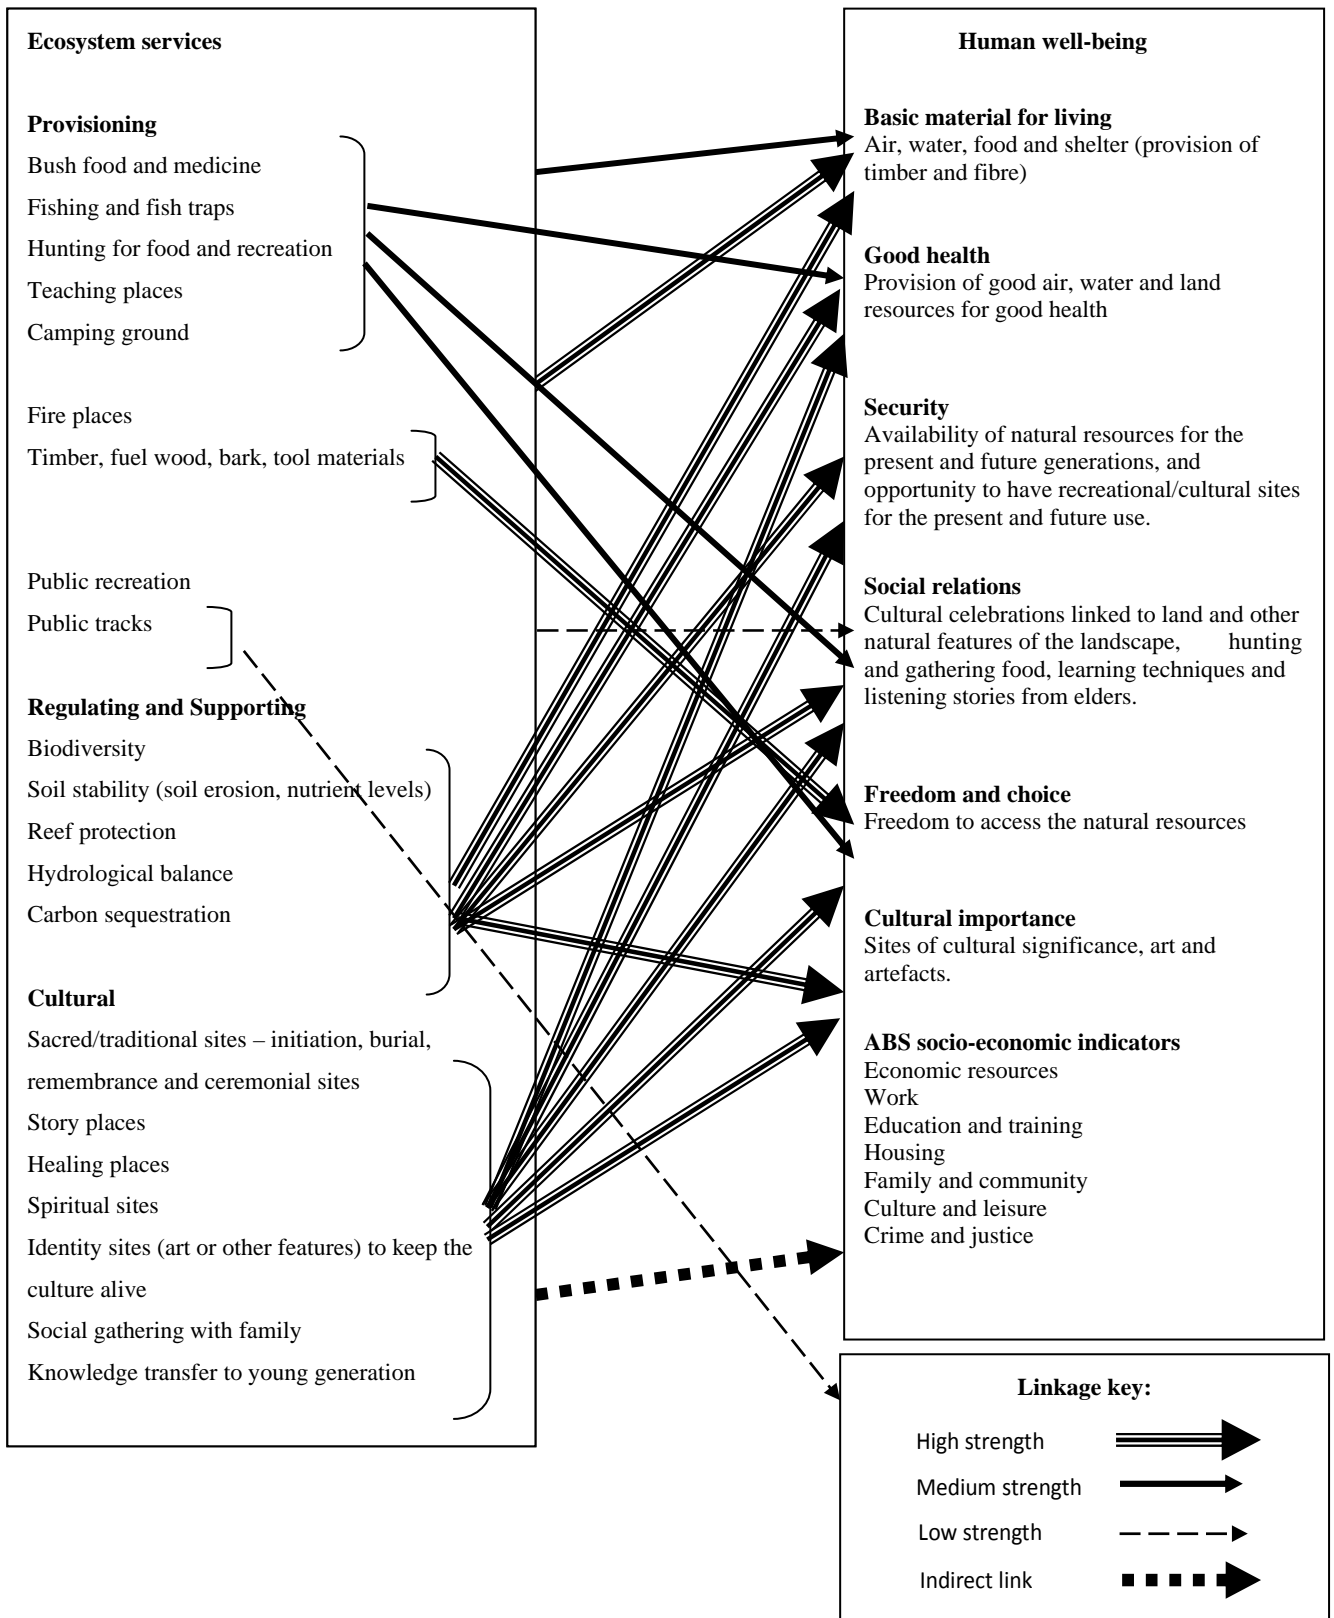 Ecosystem services
Provisioning
Bush food and medicine
Fishing and fish traps
Hunting for food and recreation
Teaching places
Camping ground
Fire places
Timber, fuel wood, bark, tool materials
Public recreation
Public tracks
Regulating and Supporting
Biodiversity
Soil stability (soil erosion, nutrient levels)
Reef protection
Hydrological balance
Carbon sequestration
Cultural
Sacred/traditional sites – initiation, burial,
remembrance and ceremonial sites
Story places
Healing places
Spiritual sites
Identity sites (art or other features) to keep the
culture alive
Social gathering with family
Knowledge transfer to young generation
Human well-being
Basic material for living
Air, water, food and shelter (provision of
timber and fibre)
Good health
Provision of good air, water and land
resources for good health
Security
Availability of natural resources for the
present and future generations, and
opportunity to have recreational/cultural sites
for the present and future use.
Social relations
Cultural celebrations linked to land and other
natural features of the landscape, hunting
and gathering food, learning techniques and
listening stories from elders.
Freedom and choice
Freedom to access the natural resources
Cultural importance
Sites of cultural significance, art and
artefacts.
ABS socio-economic indicators
Economic resources
Work
Education and training
Housing
Family and community
Culture and leisure
Crime and justice
Linkage key:
High strength
Medium strength
Low strength
Indirect link